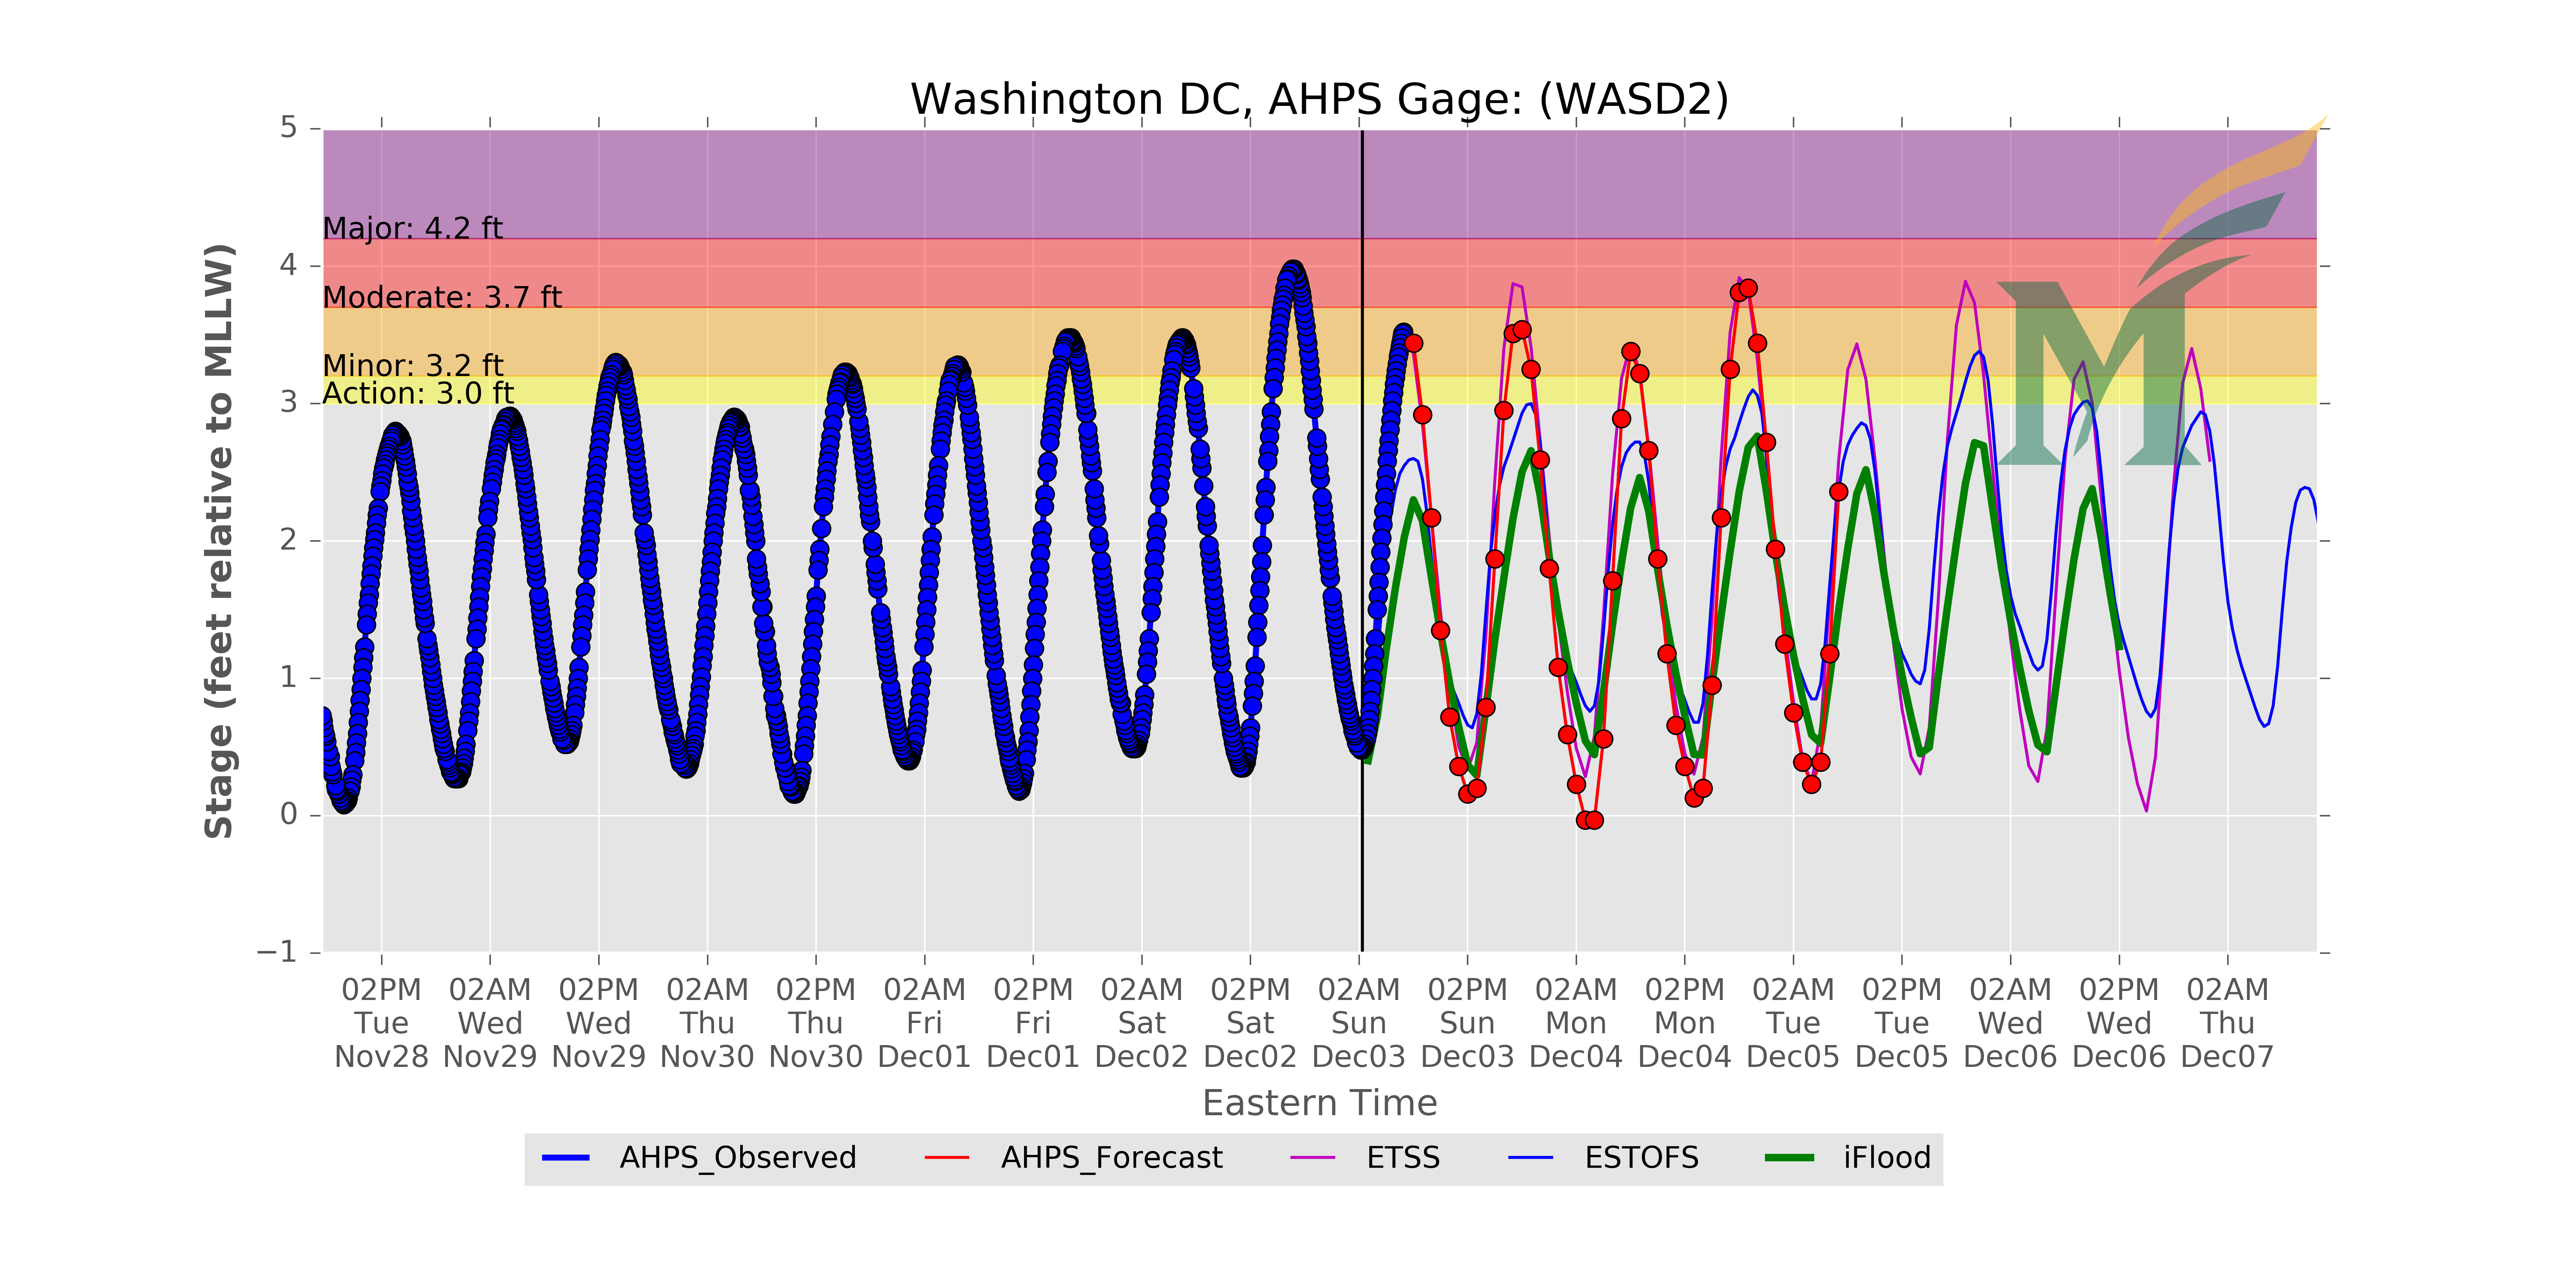 Washington DC, AHPS Gage: (WASD2)
Stage (feet relative to MLLW)
5
4
3
2
1
0
−1
Major: 4.2 ft
Moderate: 3.7 ft
Minor: 3.2 ft
Action: 3.0 ft
02PM 02AM 02PM 02AM 02PM 02AM 02PM 02AM 02PM 02AM 02PM 02AM 02PM 02AM 02PM 02AM 02PM 02AM
Tue Wed Wed Thu Thu Fri Fri Sat Sat Sun Sun Mon Mon Tue Tue Wed Wed Thu
Nov28 Nov29 Nov29 Nov30 Nov30 Dec01 Dec01 Dec02 Dec02 Dec03 Dec03 Dec04 Dec04 Dec05 Dec05 Dec06 Dec06 Dec07
Eastern Time
AHPS_Observed AHPS_Forecast ETSS ESTOFS iFlood
M